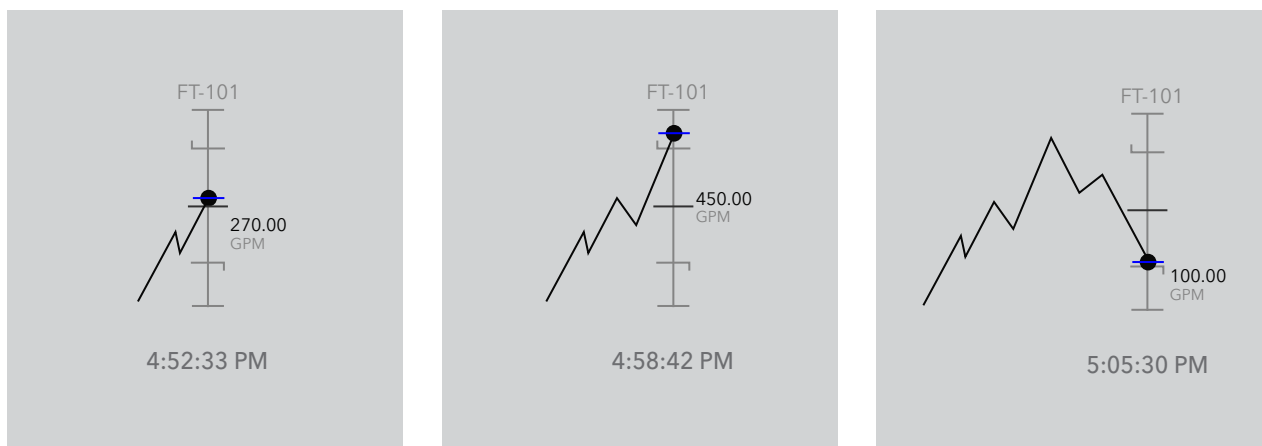 FT-101
270.00
GPM
4:52:33 PM
FT-101
450.00
GPM
4:58:42 PM
FT-101
100.00
GPM
5:05:30 PM